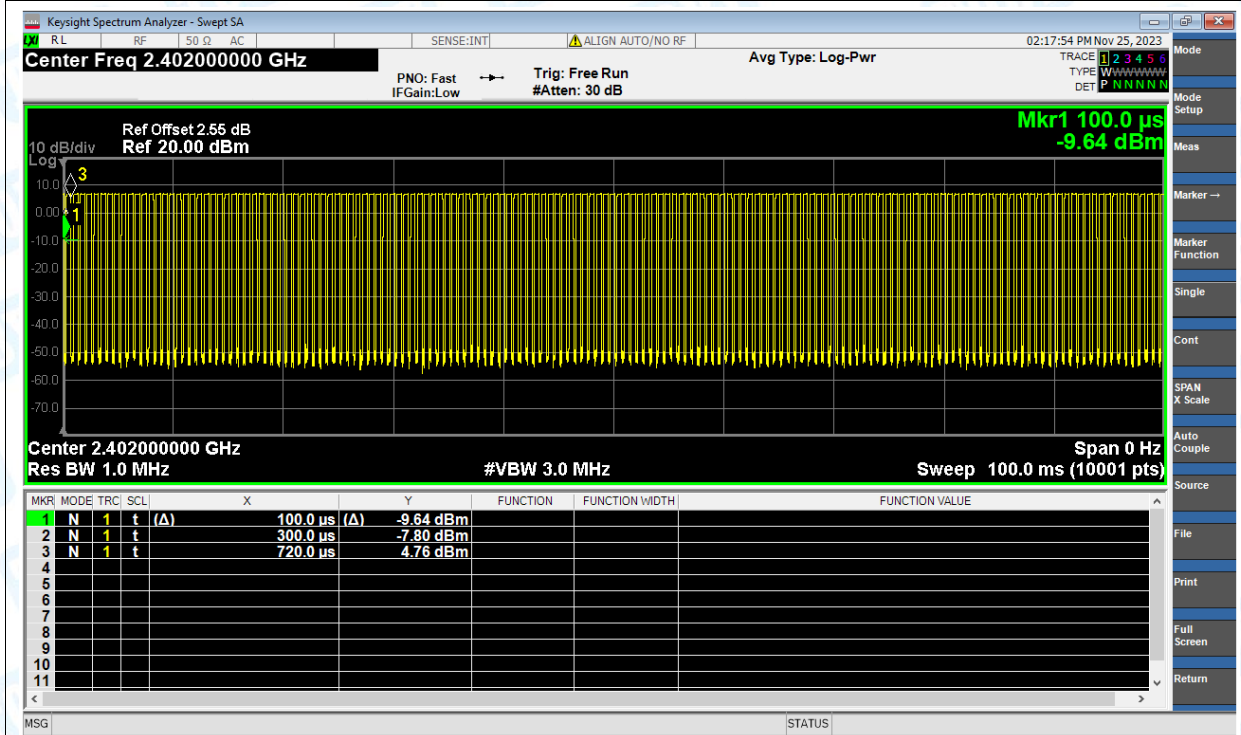 Keysight Spectrum Analyzer - Swept SA
LXI RL RF 50 Ω AC SENSE:INT ALIGN AUTO/NO RF 02:17:54 PM Nov 25, 2023
Center Freq 2.402000000 GHz
PNO: Fast
IFGain:Low
Trig: Free Run
#Atten: 30 dB
Avg Type: Log-Pwr
TRACE 1 2 3 4 5 6
TYPE WWWWWW
DET P N N N N N
Mkr1 100.0 µs
-9.64 dBm
Ref Offset 2.55 dB
10 dB/div Ref 20.00 dBm
Log
10.0
0.00
-10.0
-20.0
-30.0
-40.0
-50.0
-60.0
-70.0
3
1
Center 2.402000000 GHz Span 0 Hz
Res BW 1.0 MHz #VBW 3.0 MHz Sweep 100.0 ms (10001 pts)
MKR MODE TRC SCL X Y FUNCTION FUNCTION WIDTH FUNCTION VALUE
1 N 1 t (Δ) 100.0 µs (Δ) -9.64 dBm
2 N 1 t 300.0 µs -7.80 dBm
3 N 1 t 720.0 µs 4.76 dBm
4
5
6
7
8
9
10
11
MSG STATUS
Mode
Mode
Setup
Meas
Marker →
Marker
Function
Single
Cont
SPAN
X Scale
Auto
Couple
Source
File
Print
Full
Screen
Return